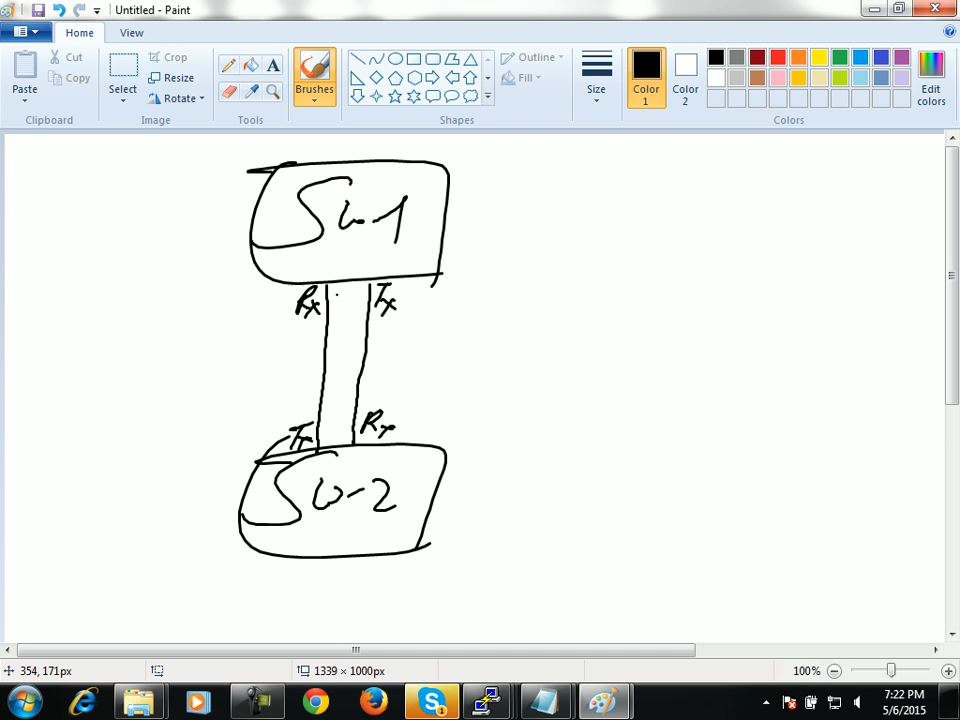 Untitled - Paint
Home View
Paste
Cut
Copy
Clipboard
Select
Crop
Resize
Rotate
Image
A
Tools
Brushes
Shapes
Outline
Fill
Size
Color 1
Color 2
Edit colors
Colors
SW-1
Rx Tx
Tx Rx
SW-2
354, 171px
1339 × 1000px
100%
7:22 PM
5/6/2015